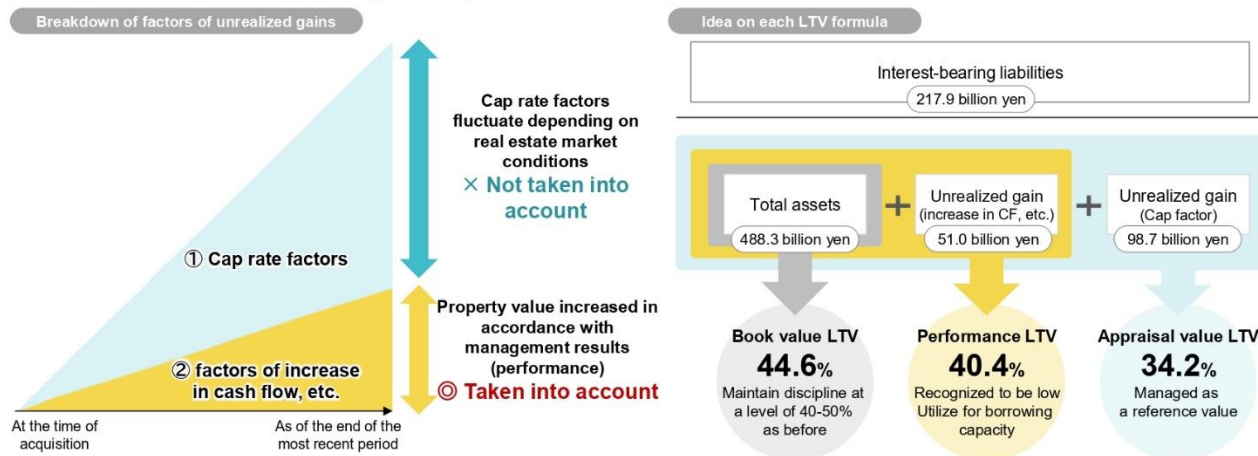 Breakdown of factors of unrealized gains
Cap rate factors
fluctuate depending on
real estate market
conditions
× Not taken into
account
① Cap rate factors
Property value increased in
accordance with
management results
(performance)
◎ Taken into account
② factors of increase
in cash flow, etc.
At the time of
acquisition
As of the end of the
most recent period
Idea on each LTV formula
Interest-bearing liabilities
217.9 billion yen
Total assets
488.3 billion yen
+
Unrealized gain
(increase in CF, etc.)
51.0 billion yen
+
Unrealized gain
(Cap factor)
98.7 billion yen
Book value LTV
44.6%
Maintain discipline at
a level of 40-50%
as before
Performance LTV
40.4%
Recognized to be low
Utilize for borrowing
capacity
Appraisal value LTV
34.2%
Managed as
a reference value